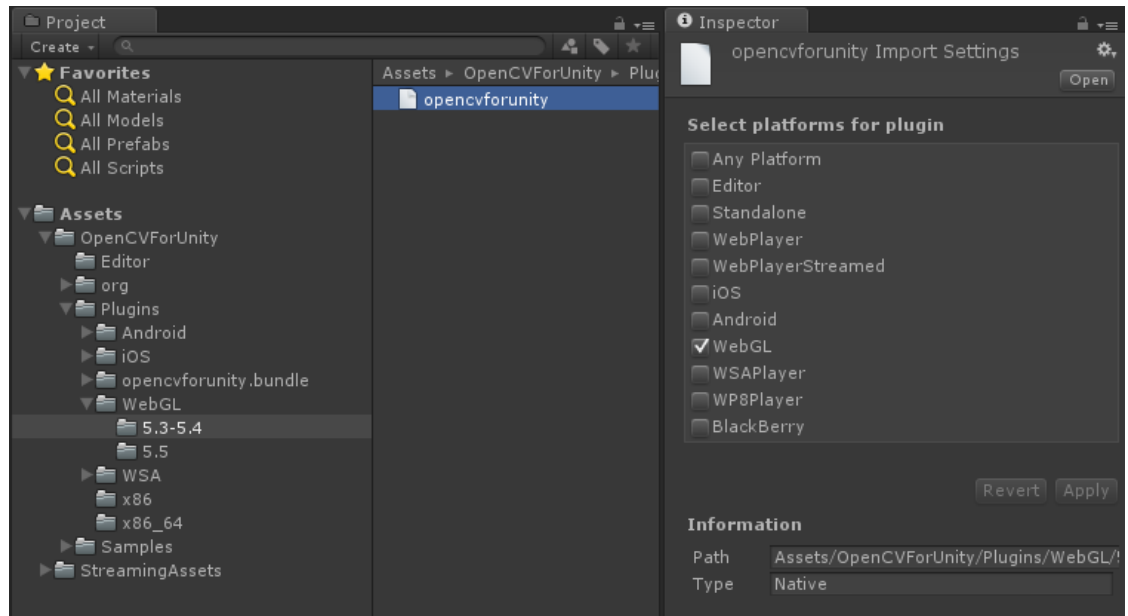 Project
Create
Favorites
All Materials
All Models
All Prefabs
All Scripts
Assets
OpenCVForUnity
Editor
org
Plugins
Android
iOS
opencvforunity.bundle
WebGL
5.3-5.4
5.5
WSA
x86
x86_64
Samples
StreamingAssets
Assets ▸ OpenCVForUnity ▸ Plug
opencvforunity
Inspector
opencvforunity Import Settings
Open
Select platforms for plugin
Any Platform
Editor
Standalone
WebPlayer
WebPlayerStreamed
iOS
Android
WebGL
WSAPlayer
WP8Player
BlackBerry
Revert Apply
Information
Path Assets/OpenCVForUnity/Plugins/WebGL/
Type Native